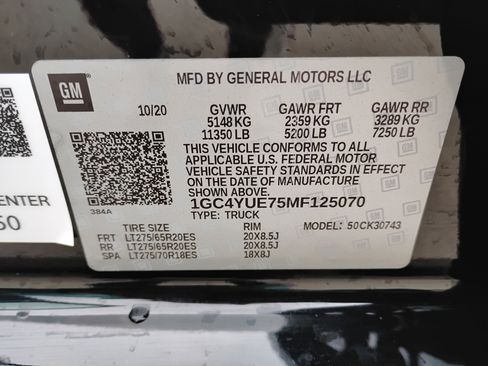 GM
MFD BY GENERAL MOTORS LLC
10/20 GVWR GAWR FRT GAWR RR
5148 KG 2359 KG 3289 KG
11350 LB 5200 LB 7250 LB
THIS VEHICLE CONFORMS TO ALL
APPLICABLE U.S. FEDERAL MOTOR
VEHICLE SAFETY STANDARDS IN EFFECT
ON THE DATE OF MANUFACTURE
SHOWN ABOVE.
384A
1GC4YUE75MF125070
TYPE: TRUCK MODEL: 50CK30743
TIRE SIZE RIM
FRT LT275/65R20ES 20X8.5J
RR LT275/65R20ES 20X8.5J
SPA LT275/70R18ES 18X8J
ENTER